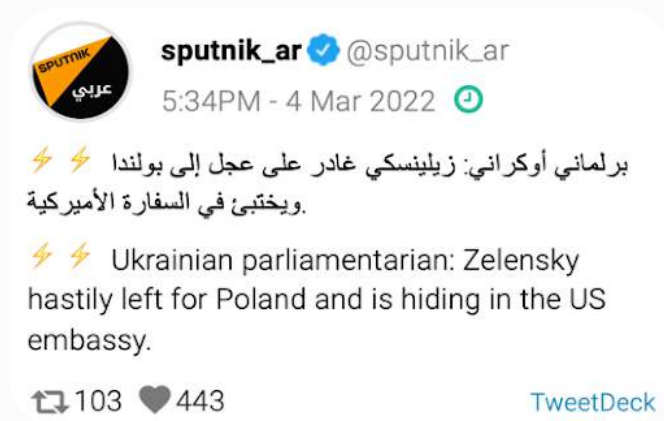 SPUTNIK
عربي
sputnik_ar @sputnik_ar
5:34PM - 4 Mar 2022
⚡ ⚡ برلماني أوكراني: زيلينسكي غادر على عجل إلى بولندا
ويختبئ في السفارة الأميركية.
⚡ ⚡ Ukrainian parliamentarian: Zelensky
hastily left for Poland and is hiding in the US
embassy.
103 443 TweetDeck